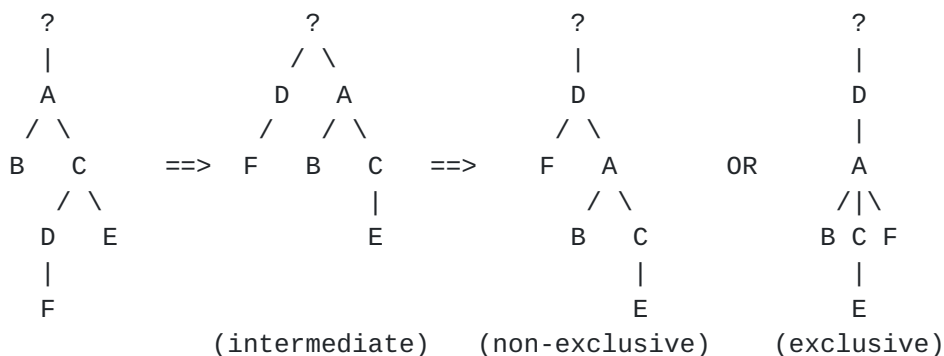 ? ? ? ?
| / \ | |
A D A D D
/ \ / / \ / \ |
B C ==> F B C ==> F A OR A
/ \ | / \ /|\
D E E B C B C F
| | |
F E E
(intermediate) (non-exclusive) (exclusive)